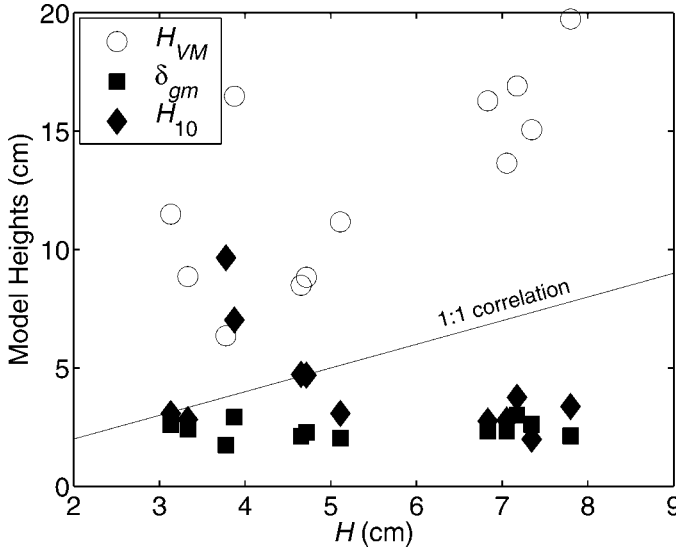 20
15
10
5
0
Model Heights (cm)
H_VM
δ_gm
H_10
1:1 correlation
2 3 4 5 6 7 8 9
H (cm)